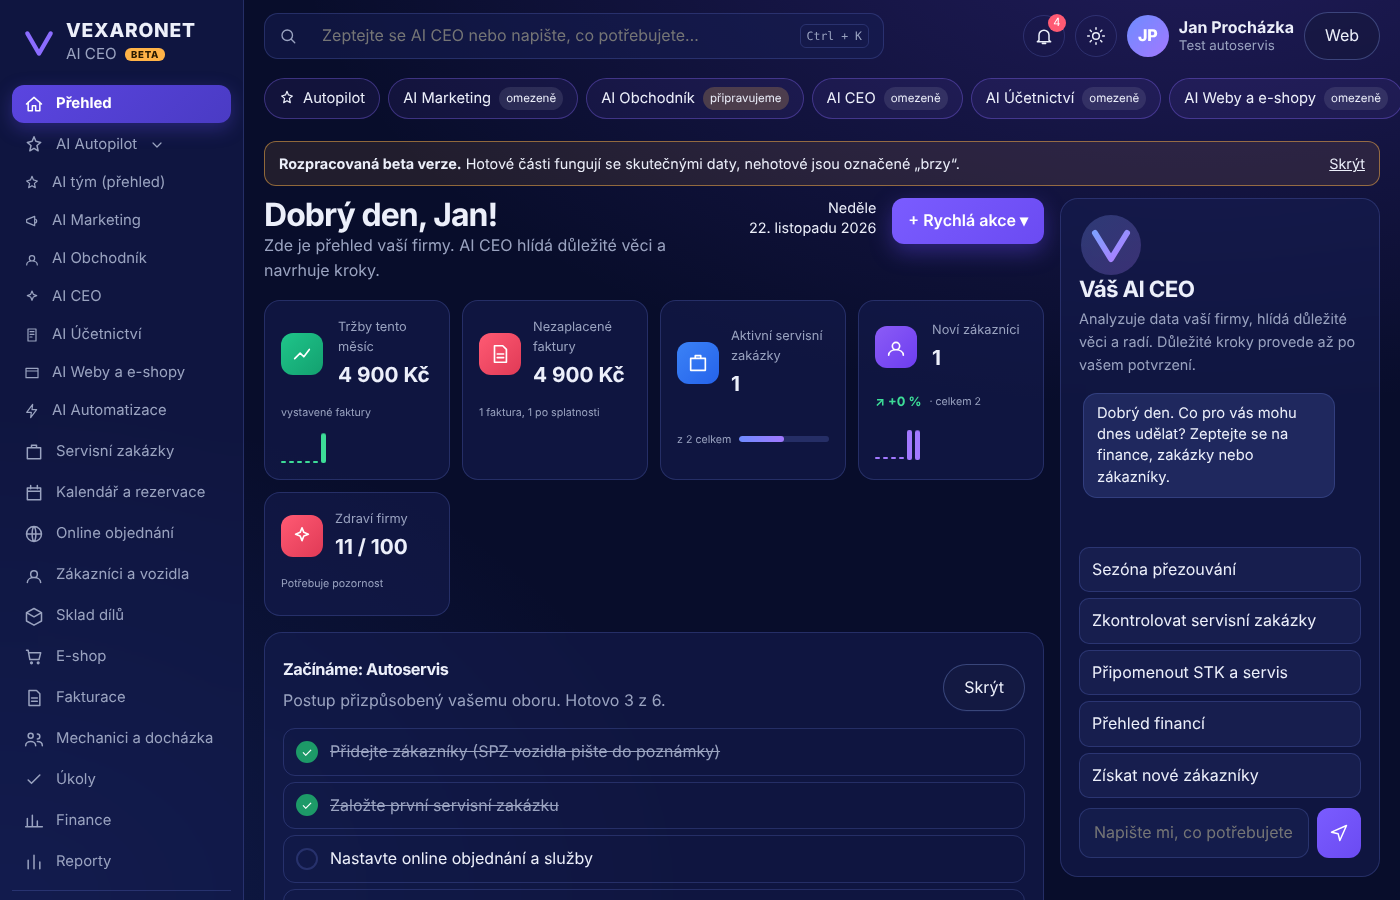 VEXARONET
AI CEO BETA
Přehled
AI Autopilot
AI tým (přehled)
AI Marketing
AI Obchodník
AI CEO
AI Účetnictví
AI Weby a e-shopy
AI Automatizace
Servisní zakázky
Kalendář a rezervace
Online objednání
Zákazníci a vozidla
Sklad dílů
E-shop
Fakturace
Mechanici a docházka
Úkoly
Finance
Reporty
Zeptejte se AI CEO nebo napište, co potřebujete...
Ctrl + K
4
JP
Jan Procházka
Test autoservis
Web
Autopilot
AI Marketing omezeně
AI Obchodník připravujeme
AI CEO omezeně
AI Účetnictví omezeně
AI Weby a e-shopy omezeně
Rozpracovaná beta verze. Hotové části fungují se skutečnými daty, nehotové jsou označené „brzy“.
Skrýt
Dobrý den, Jan!
Zde je přehled vaší firmy. AI CEO hlídá důležité věci a
navrhuje kroky.
Neděle
22. listopadu 2026
+ Rychlá akce ▾
Tržby tento
měsíc
4 900 Kč
vystavené faktury
Nezaplacené
faktury
4 900 Kč
1 faktura, 1 po splatnosti
Aktivní servisní
zakázky
1
z 2 celkem
Noví zákazníci
1
+0 % · celkem 2
Zdraví firmy
11 / 100
Potřebuje pozornost
Začínáme: Autoservis
Postup přizpůsobený vašemu oboru. Hotovo 3 z 6.
Skrýt
Přidejte zákazníky (SPZ vozidla pište do poznámky)
Založte první servisní zakázku
Nastavte online objednání a služby
Váš AI CEO
Analyzuje data vaší firmy, hlídá důležité
věci a radí. Důležité kroky provede až po
vašem potvrzení.
Dobrý den. Co pro vás mohu
dnes udělat? Zeptejte se na
finance, zakázky nebo
zákazníky.
Sezóna přezouvání
Zkontrolovat servisní zakázky
Připomenout STK a servis
Přehled financí
Získat nové zákazníky
Napište mi, co potřebujete